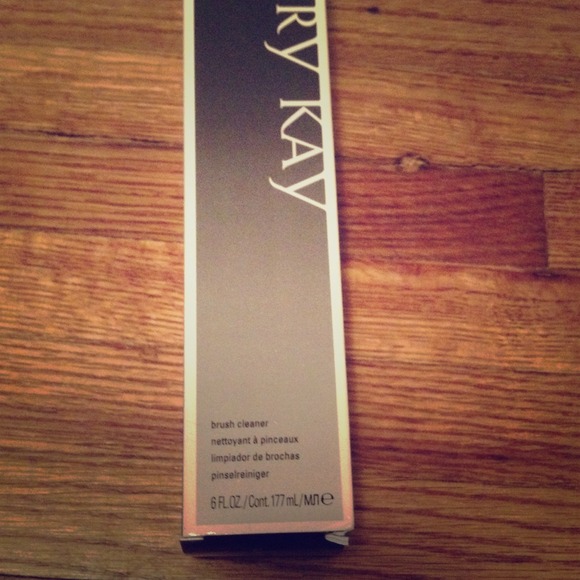 RY KAY
brush cleaner
nettoyant à pinceaux
limpiador de brochas
pinselreiniger
6 FL.OZ./Cont. 177 mL/МЛ ℮